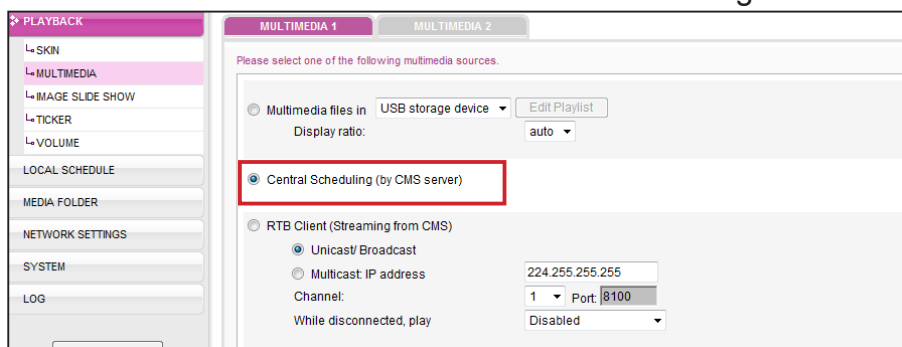 PLAYBACK
SKIN
MULTIMEDIA
IMAGE SLIDE SHOW
TICKER
VOLUME
LOCAL SCHEDULE
MEDIA FOLDER
NETWORK SETTINGS
SYSTEM
LOG
MULTIMEDIA 1 MULTIMEDIA 2
Please select one of the following multimedia sources.
Multimedia files in USB storage device Edit Playlist
Display ratio: auto
Central Scheduling (by CMS server)
RTB Client (Streaming from CMS)
Unicast/ Broadcast
Multicast: IP address 224.255.255.255
Channel: 1 Port: 8100
While disconnected, play Disabled